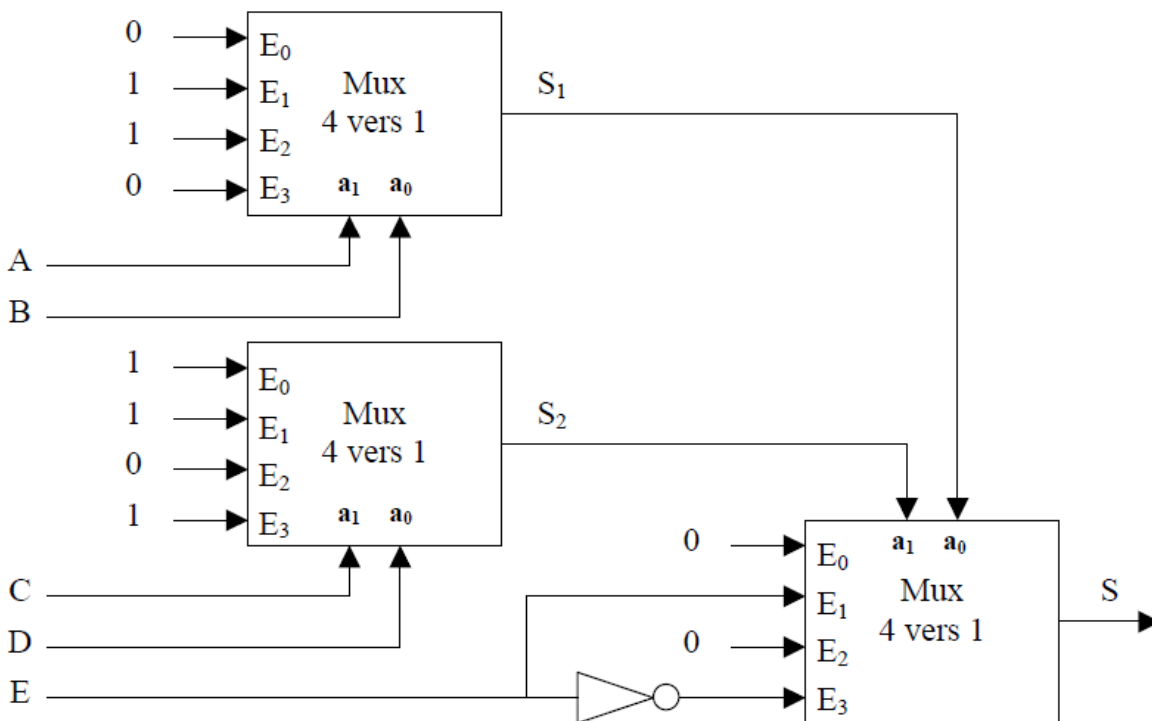 0 E0
1 E1 Mux S1
1 E2 4 vers 1
0 E3 a1 a0
A
B
1 E0
1 E1 Mux S2
0 E2 4 vers 1
1 E3 a1 a0
0 E0 a1 a0
C E1 Mux S
D 0 E2 4 vers 1
E E3